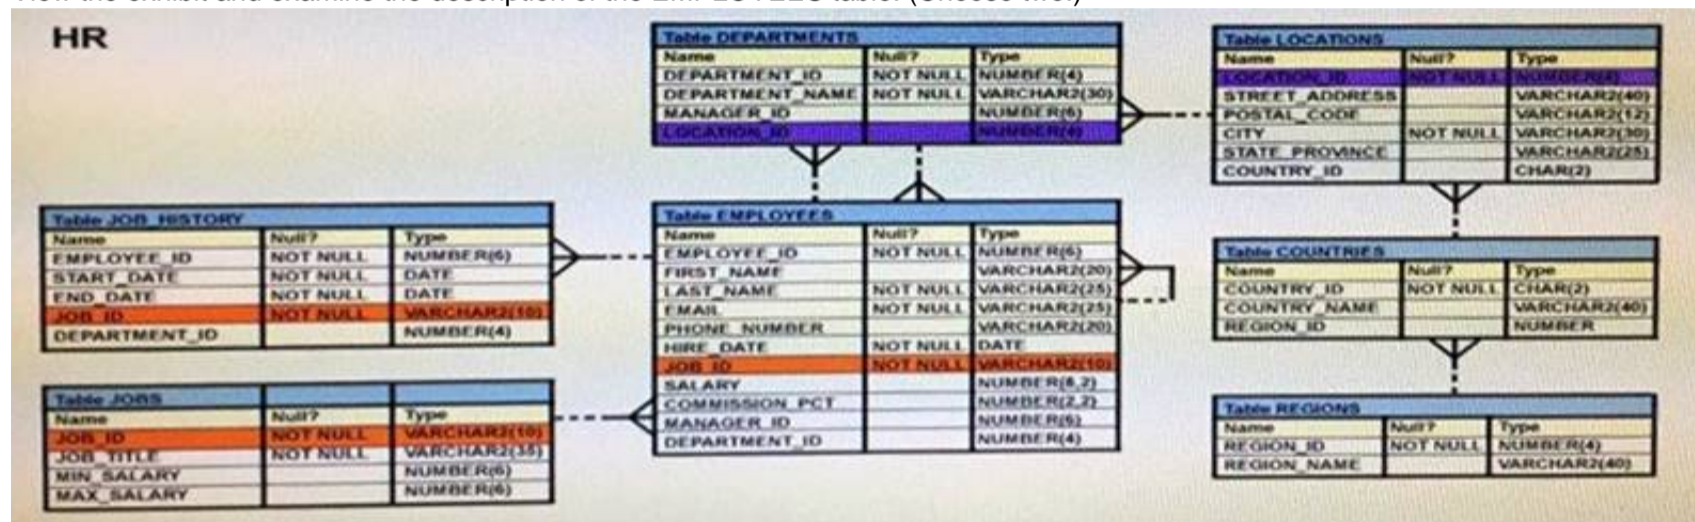 HR
Table DEPARTMENTS
Name Null? Type
DEPARTMENT_ID NOT NULL NUMBER(4)
DEPARTMENT_NAME NOT NULL VARCHAR2(30)
MANAGER_ID NUMBER(6)
LOCATION_ID NUMBER(4)
Table LOCATIONS
Name Null? Type
LOCATION_ID NOT NULL NUMBER(4)
STREET_ADDRESS VARCHAR2(40)
POSTAL_CODE VARCHAR2(12)
CITY NOT NULL VARCHAR2(30)
STATE_PROVINCE VARCHAR2(25)
COUNTRY_ID CHAR(2)
Table JOB_HISTORY
Name Null? Type
EMPLOYEE_ID NOT NULL NUMBER(6)
START_DATE NOT NULL DATE
END_DATE NOT NULL DATE
JOB_ID NOT NULL VARCHAR2(10)
DEPARTMENT_ID NUMBER(4)
Table EMPLOYEES
Name Null? Type
EMPLOYEE_ID NOT NULL NUMBER(6)
FIRST_NAME VARCHAR2(20)
LAST_NAME NOT NULL VARCHAR2(25)
EMAIL NOT NULL VARCHAR2(25)
PHONE_NUMBER VARCHAR2(20)
HIRE_DATE NOT NULL DATE
JOB_ID NOT NULL VARCHAR2(10)
SALARY NUMBER(8,2)
COMMISSION_PCT NUMBER(2,2)
MANAGER_ID NUMBER(6)
DEPARTMENT_ID NUMBER(4)
Table COUNTRIES
Name Null? Type
COUNTRY_ID NOT NULL CHAR(2)
COUNTRY_NAME VARCHAR2(40)
REGION_ID NUMBER
Table JOBS
Name Null? Type
JOB_ID NOT NULL VARCHAR2(10)
JOB_TITLE NOT NULL VARCHAR2(35)
MIN_SALARY NUMBER(6)
MAX_SALARY NUMBER(6)
Table REGIONS
Name Null? Type
REGION_ID NOT NULL NUMBER(4)
REGION_NAME VARCHAR2(40)